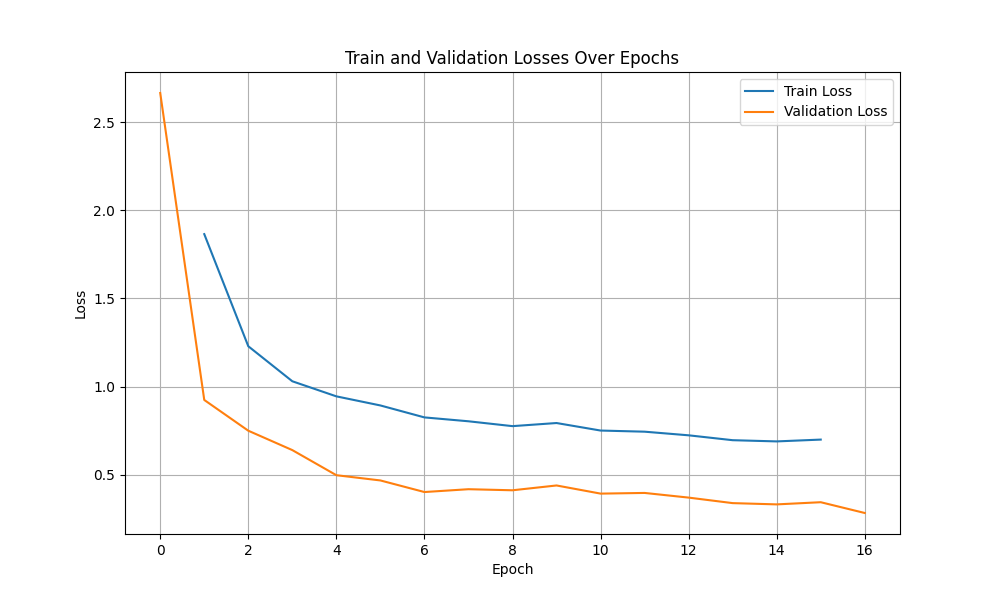 Train and Validation Losses Over Epochs
Train Loss
Validation Loss
2.5
2.0
1.5
1.0
0.5
Loss
0 2 4 6 8 10 12 14 16
Epoch